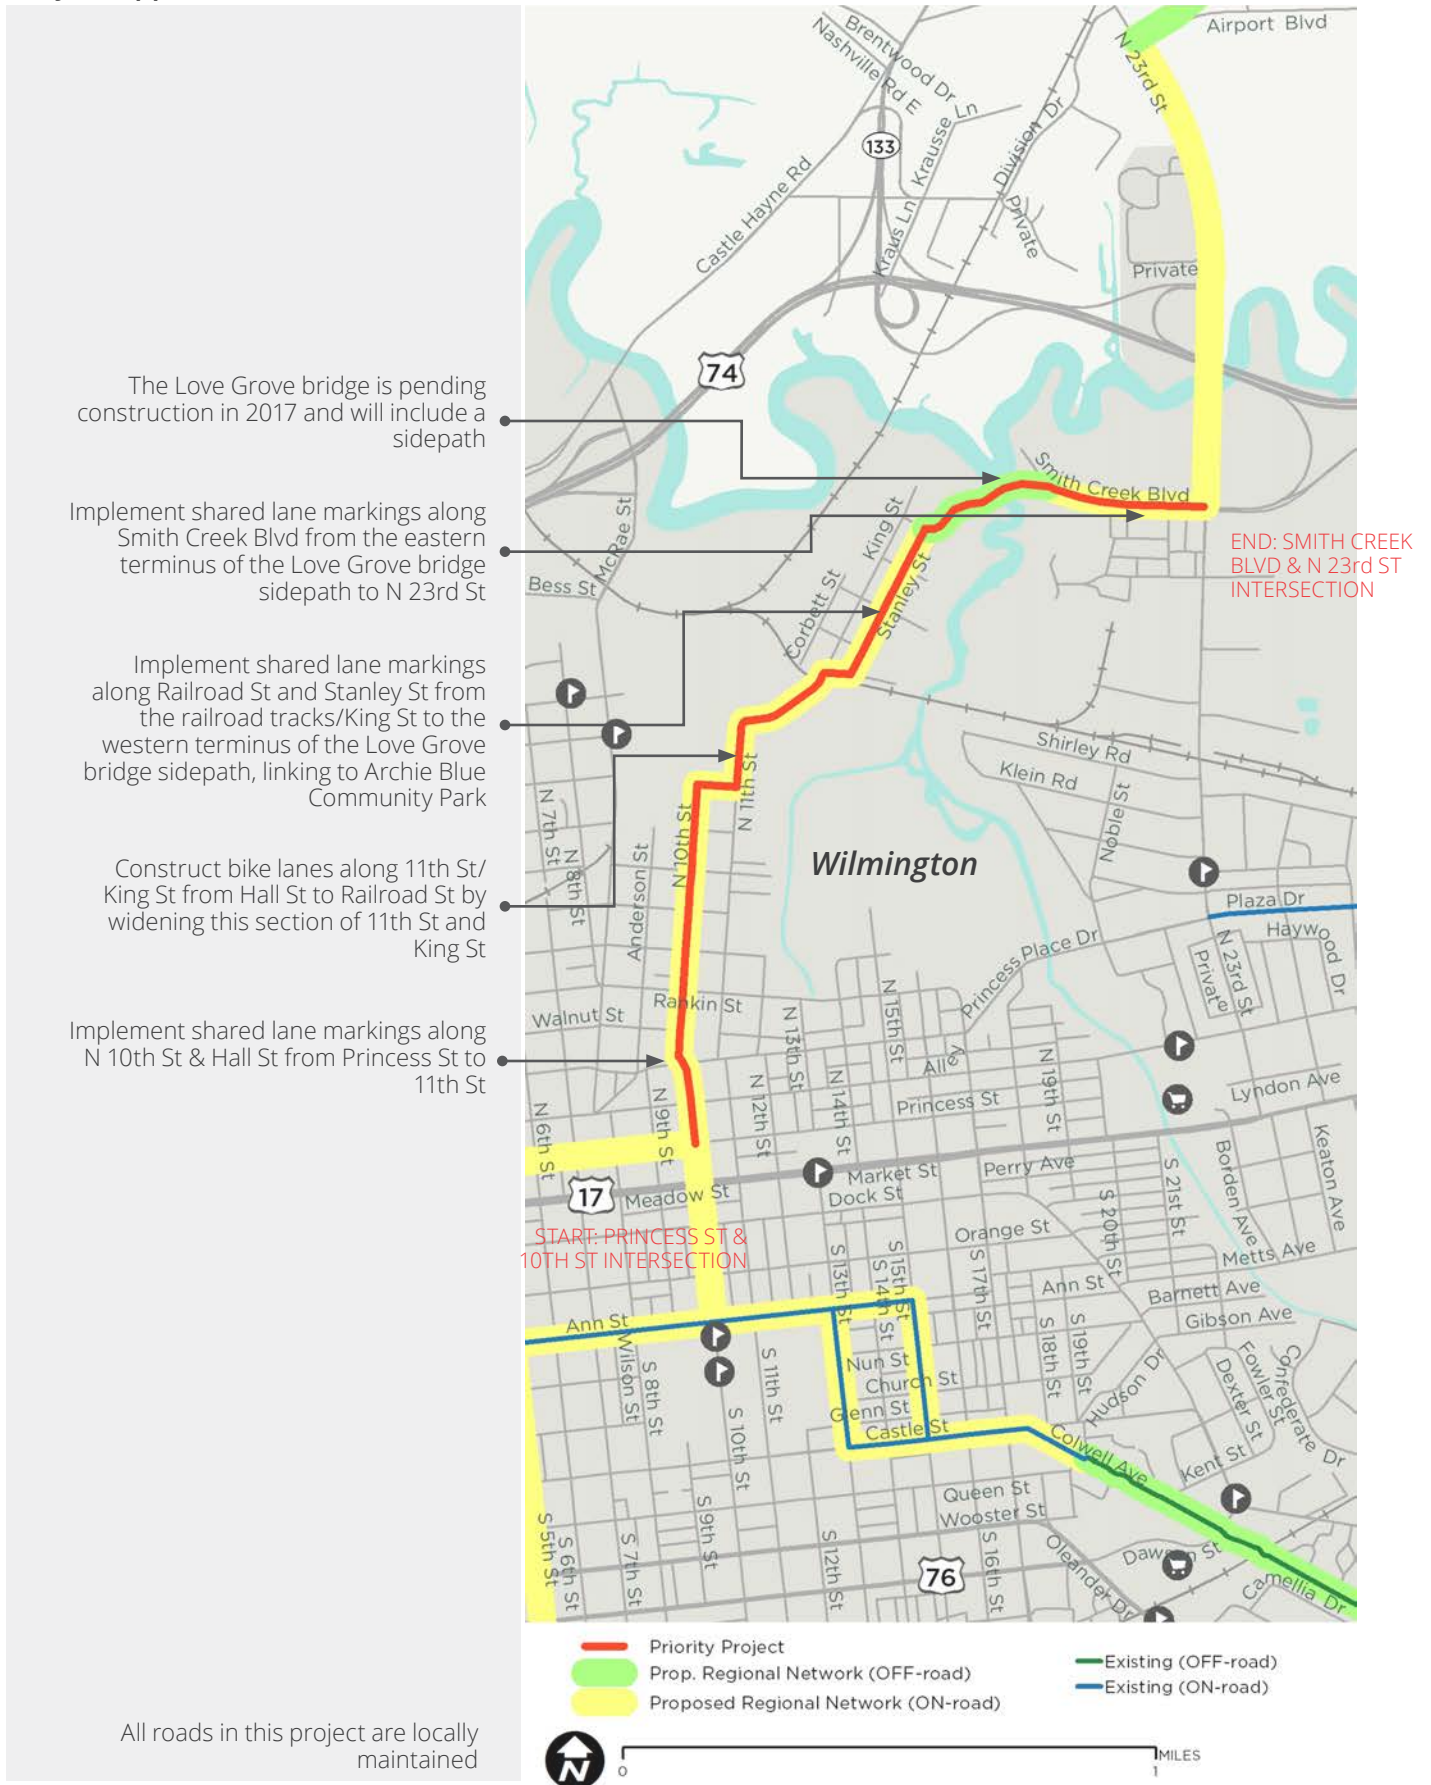 The Love Grove bridge is pending
construction in 2017 and will include a
sidepath
Implement shared lane markings along
Smith Creek Blvd from the eastern
terminus of the Love Grove bridge
sidepath to N 23rd St
Implement shared lane markings
along Railroad St and Stanley St from
the railroad tracks/King St to the
western terminus of the Love Grove
bridge sidepath, linking to Archie Blue
Community Park
Construct bike lanes along 11th St/
King St from Hall St to Railroad St by
widening this section of 11th St and
King St
Implement shared lane markings along
N 10th St & Hall St from Princess St to
11th St
All roads in this project are locally
maintained
Airport Blvd
N 23rd St
Brentwood Dr
Nashville Rd E
Krausse Ln
Division Dr
133
Castle Hayne Rd
Kraus Ln
Private
Private
74
Smith Creek Blvd
King St
McRae St
END: SMITH CREEK
BLVD & N 23rd ST
INTERSECTION
Bess St
Corbett St
Stanley St
Shirley Rd
Klein Rd
Noble St
N 11th St
N 7th St
N 8th St
Anderson St
N 10th St
Wilmington
Plaza Dr
Haywood Dr
N 23rd St
Private
Princess Place Dr
Rankin St
Walnut St
N 15th St
N 13th St
Alley
N 19th St
N 12th St
N 14th St
Princess St
Lyndon Ave
N 6th St
N 9th St
Keaton Ave
Borden Ave
Market St
Perry Ave
S 21st St
17
Meadow St
Dock St
S 20th St
Orange St
START: PRINCESS ST &
10TH ST INTERSECTION
S 13th St
S 14th St
S 15th St
S 17th St
Metts Ave
Ann St
Barnett Ave
Gibson Ave
Ann St
Wilson St
S 8th St
S 11th St
Nun St
Church St
Glenn St
Castle St
S 18th St
S 19th St
Hudson Dr
Dexter St
Fowler St
Confederate Dr
S 10th St
Colwell Ave
Kent St
Queen St
Wooster St
S 9th St
S 5th St
S 6th St
S 7th St
S 12th St
76
S 16th St
Oleander Dr
Dawson St
Camellia Dr
Priority Project
Prop. Regional Network (OFF-road)
Proposed Regional Network (ON-road)
Existing (OFF-road)
Existing (ON-road)
N
0
1
MILES